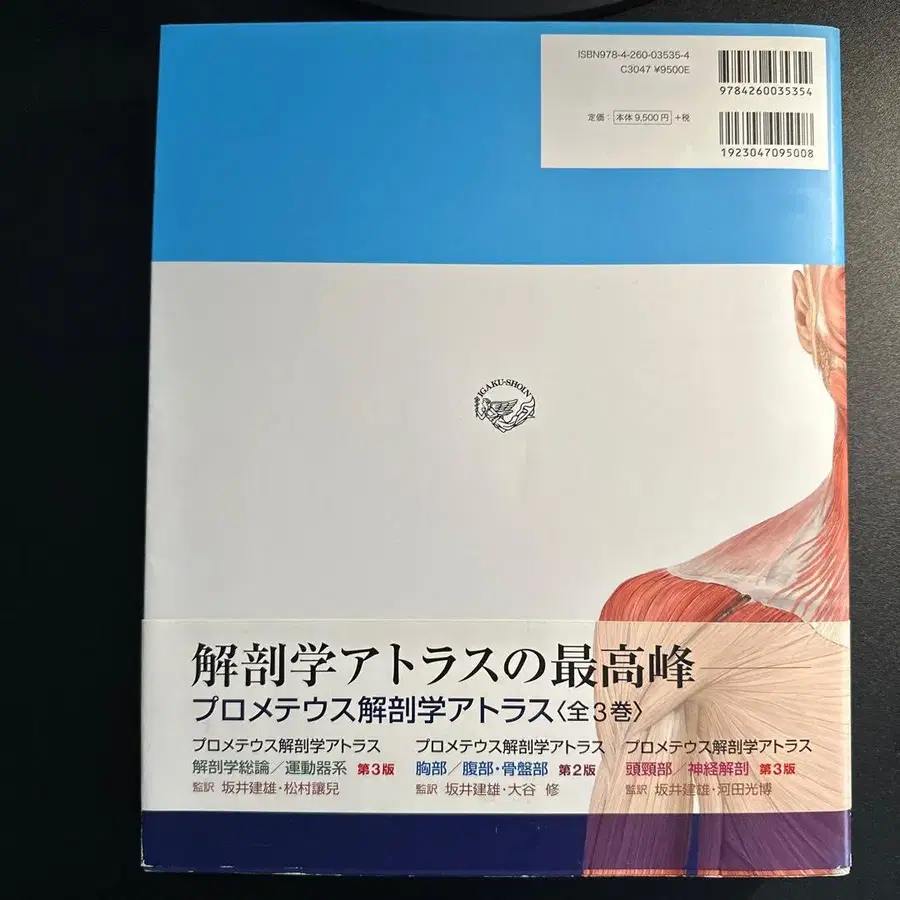 ISBN978-4-260-03535-4
C3047 ¥9500E
9784260035354
定価：本体 9,500 円 +税
1923047095008
IGAKU-SHOIN
解剖学アトラスの最高峰
プロメテウス解剖学アトラス〈全3巻〉
プロメテウス解剖学アトラス
解剖学総論／運動器系 第3版
監訳 坂井建雄・松村讓兒
プロメテウス解剖学アトラス
胸部／腹部・骨盤部 第2版
監訳 坂井建雄・大谷 修
プロメテウス解剖学アトラス
頭頸部／神経解剖 第3版
監訳 坂井建雄・河田光博